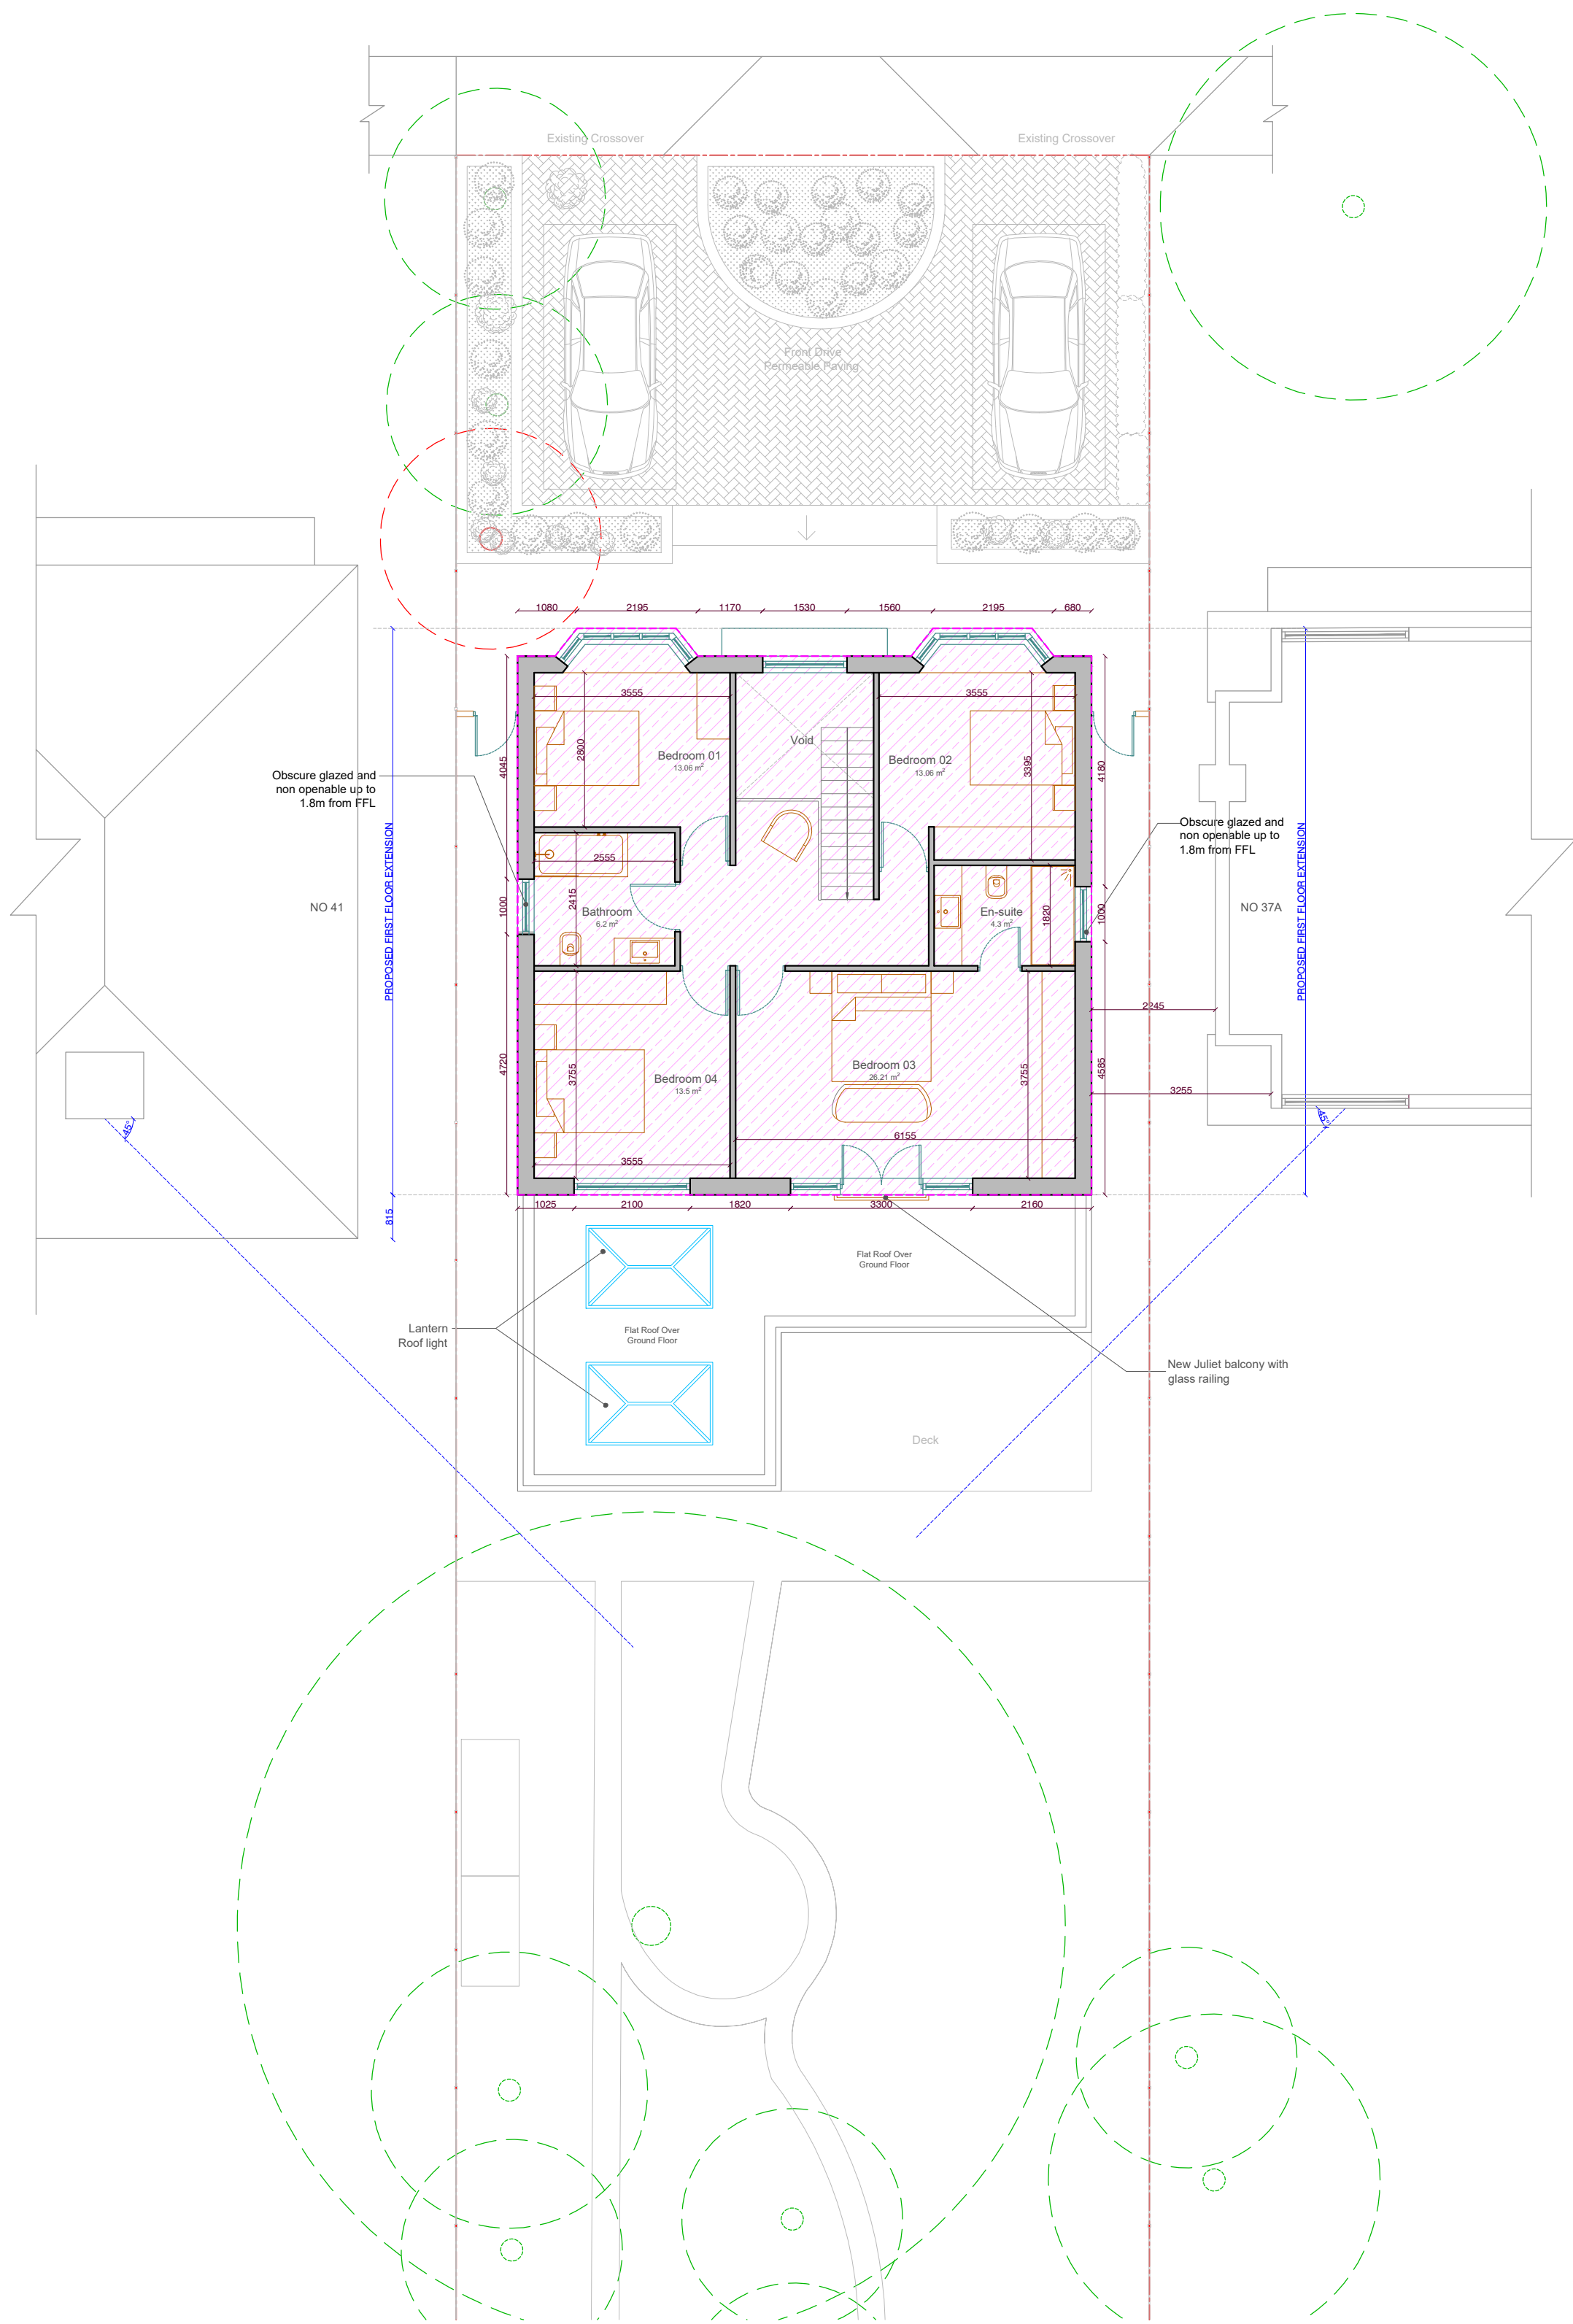 Existing Crossover
Existing Crossover
Front Drive
Permeable Paving
1080
2195
1170
1530
1560
2195
680
3555
3555
2800
3395
4045
4180
Void
Bedroom 01
13.06 m²
Bedroom 02
13.06 m²
Obscure glazed and
non openable up to
1.8m from FFL
Obscure glazed and
non openable up to
1.8m from FFL
PROPOSED FIRST FLOOR EXTENSION
PROPOSED FIRST FLOOR EXTENSION
2555
2415
1000
1820
1000
NO 41
Bathroom
6.2 m²
En-suite
4.3 m²
NO 37A
2245
4720
3755
3755
4585
Bedroom 04
13.5 m²
Bedroom 03
26.21 m²
3255
45°
45°
6155
3555
815
1025
2100
1820
3300
2160
Flat Roof Over
Ground Floor
Lantern
Roof light
Flat Roof Over
Ground Floor
New Juliet balcony with
glass railing
Deck